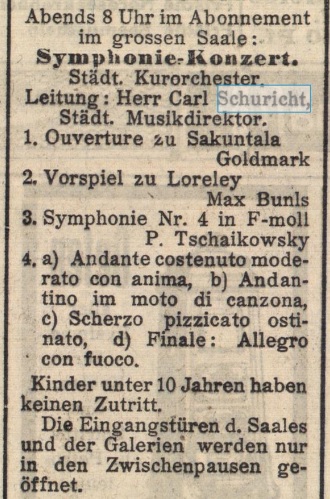 Abends 8 Uhr im Abonnement
im grossen Saale:
Symphonie-Konzert.
Städt. Kurorchester.
Leitung: Herr Carl Schuricht,
Städt. Musikdirektor.
1. Ouverture zu Sakuntala
Goldmark
2. Vorspiel zu Loreley
Max Bunls
3. Symphonie Nr. 4 in F-moll
P. Tschaikowsky
4. a) Andante costenuto mode-
rato con anima, b) Andan-
tino im moto di canzona,
c) Scherzo pizzicato osti-
nato, d) Finale: Allegro
con fuoco.
Kinder unter 10 Jahren haben
keinen Zutritt.
Die Eingangstüren d. Saales
und der Galerien werden nur
in den Zwischenpausen ge-
öffnet.